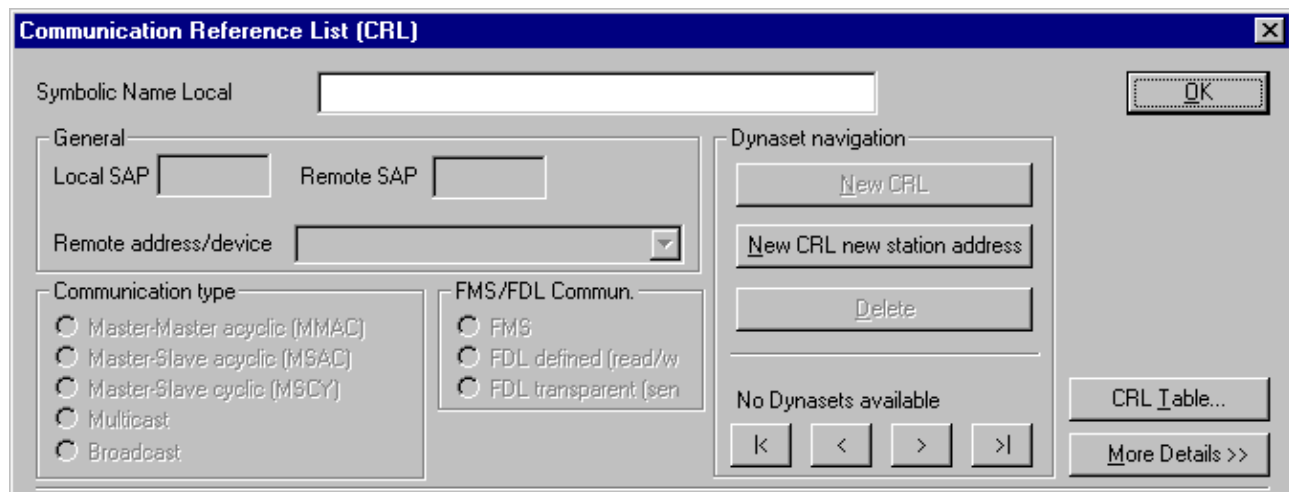 Communication Reference List (CRL)
Symbolic Name Local
OK
General
Local SAP
Remote SAP
Remote address/device
Dynaset navigation
New CRL
New CRL new station address
Delete
No Dynasets available
|<
<
>
>|
Communication type
Master-Master acyclic (MMAC)
Master-Slave acyclic (MSAC)
Master-Slave cyclic (MSCY)
Multicast
Broadcast
FMS/FDL Commun.
FMS
FDL defined (read/w
FDL transparent (sen
CRL Table...
More Details >>